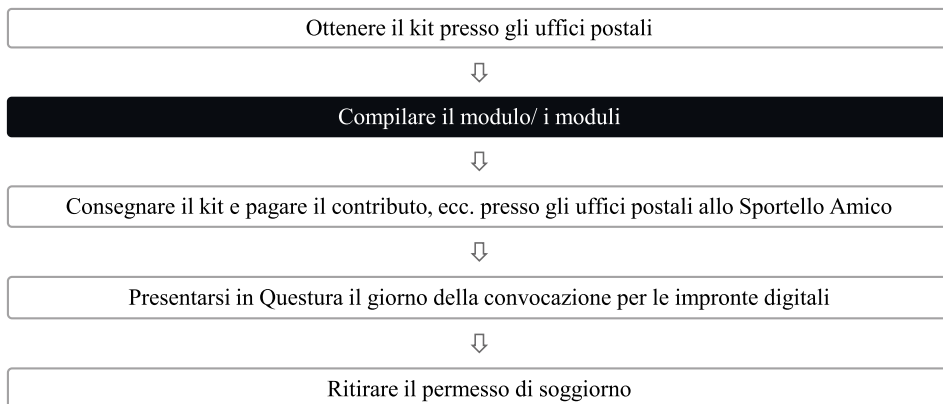 Ottenere il kit presso gli uffici postali
Compilare il modulo/ i moduli
Consegnare il kit e pagare il contributo, ecc. presso gli uffici postali allo Sportello Amico
Presentarsi in Questura il giorno della convocazione per le impronte digitali
Ritirare il permesso di soggiorno